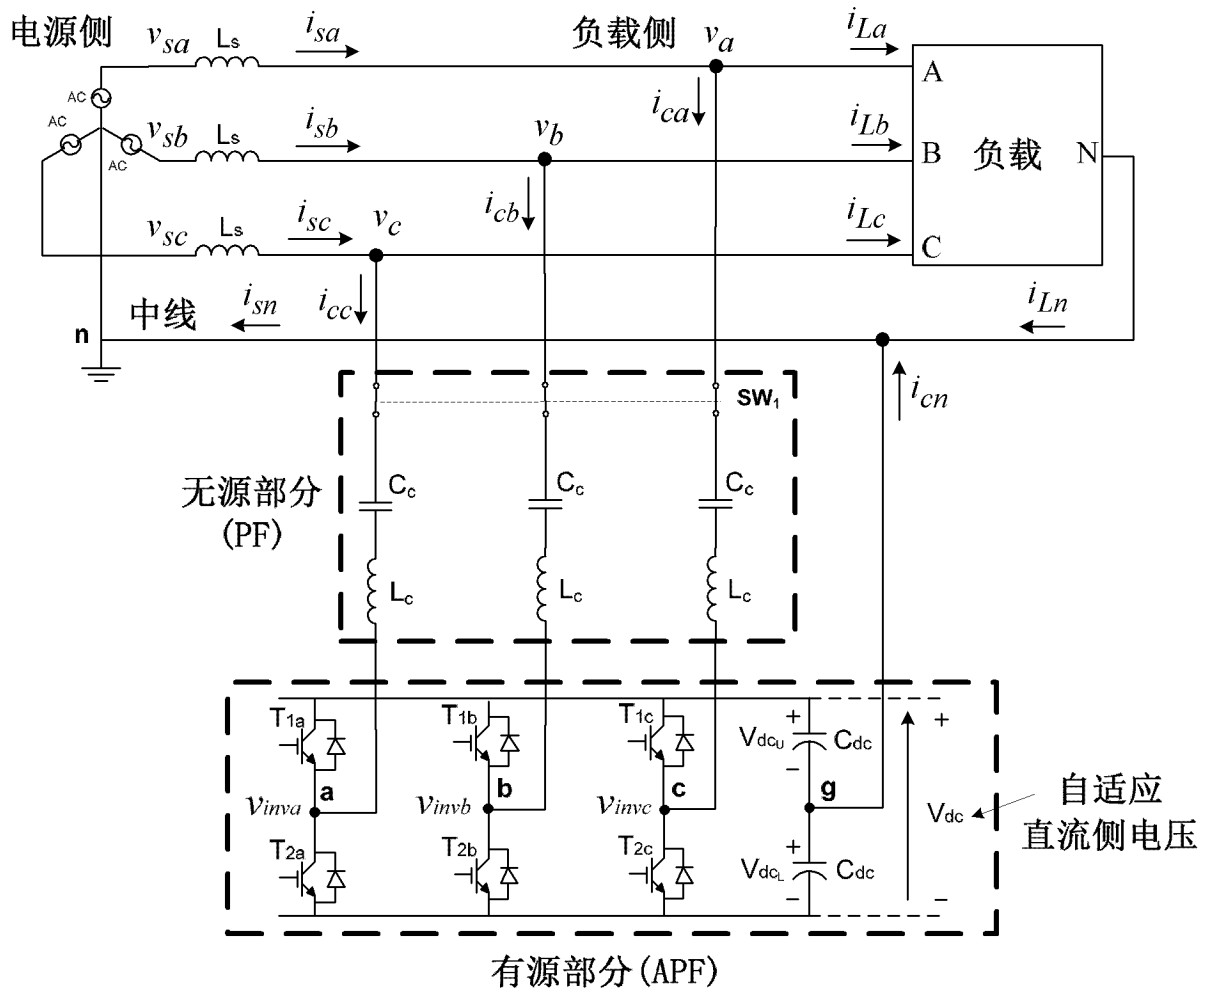 电源侧
v_sa
L_s
i_sa
负载侧
v_a
i_La
A
AC
i_ca
AC
v_sb
L_s
i_sb
v_b
i_Lb
B
负载
N
AC
i_cb
v_sc
L_s
i_sc
v_c
i_Lc
C
i_cc
i_sn
中线
n
i_Ln
i_cn
SW_1
无源部分
(PF)
C_c
C_c
C_c
L_c
L_c
L_c
T_1a
T_1b
T_1c
+
+
V_dcU
C_dc
−
a
b
c
g
v_inva
v_invb
v_invc
V_dc
自适应
直流侧电压
T_2a
T_2b
T_2c
+
V_dcL
C_dc
−
−
有源部分(APF)